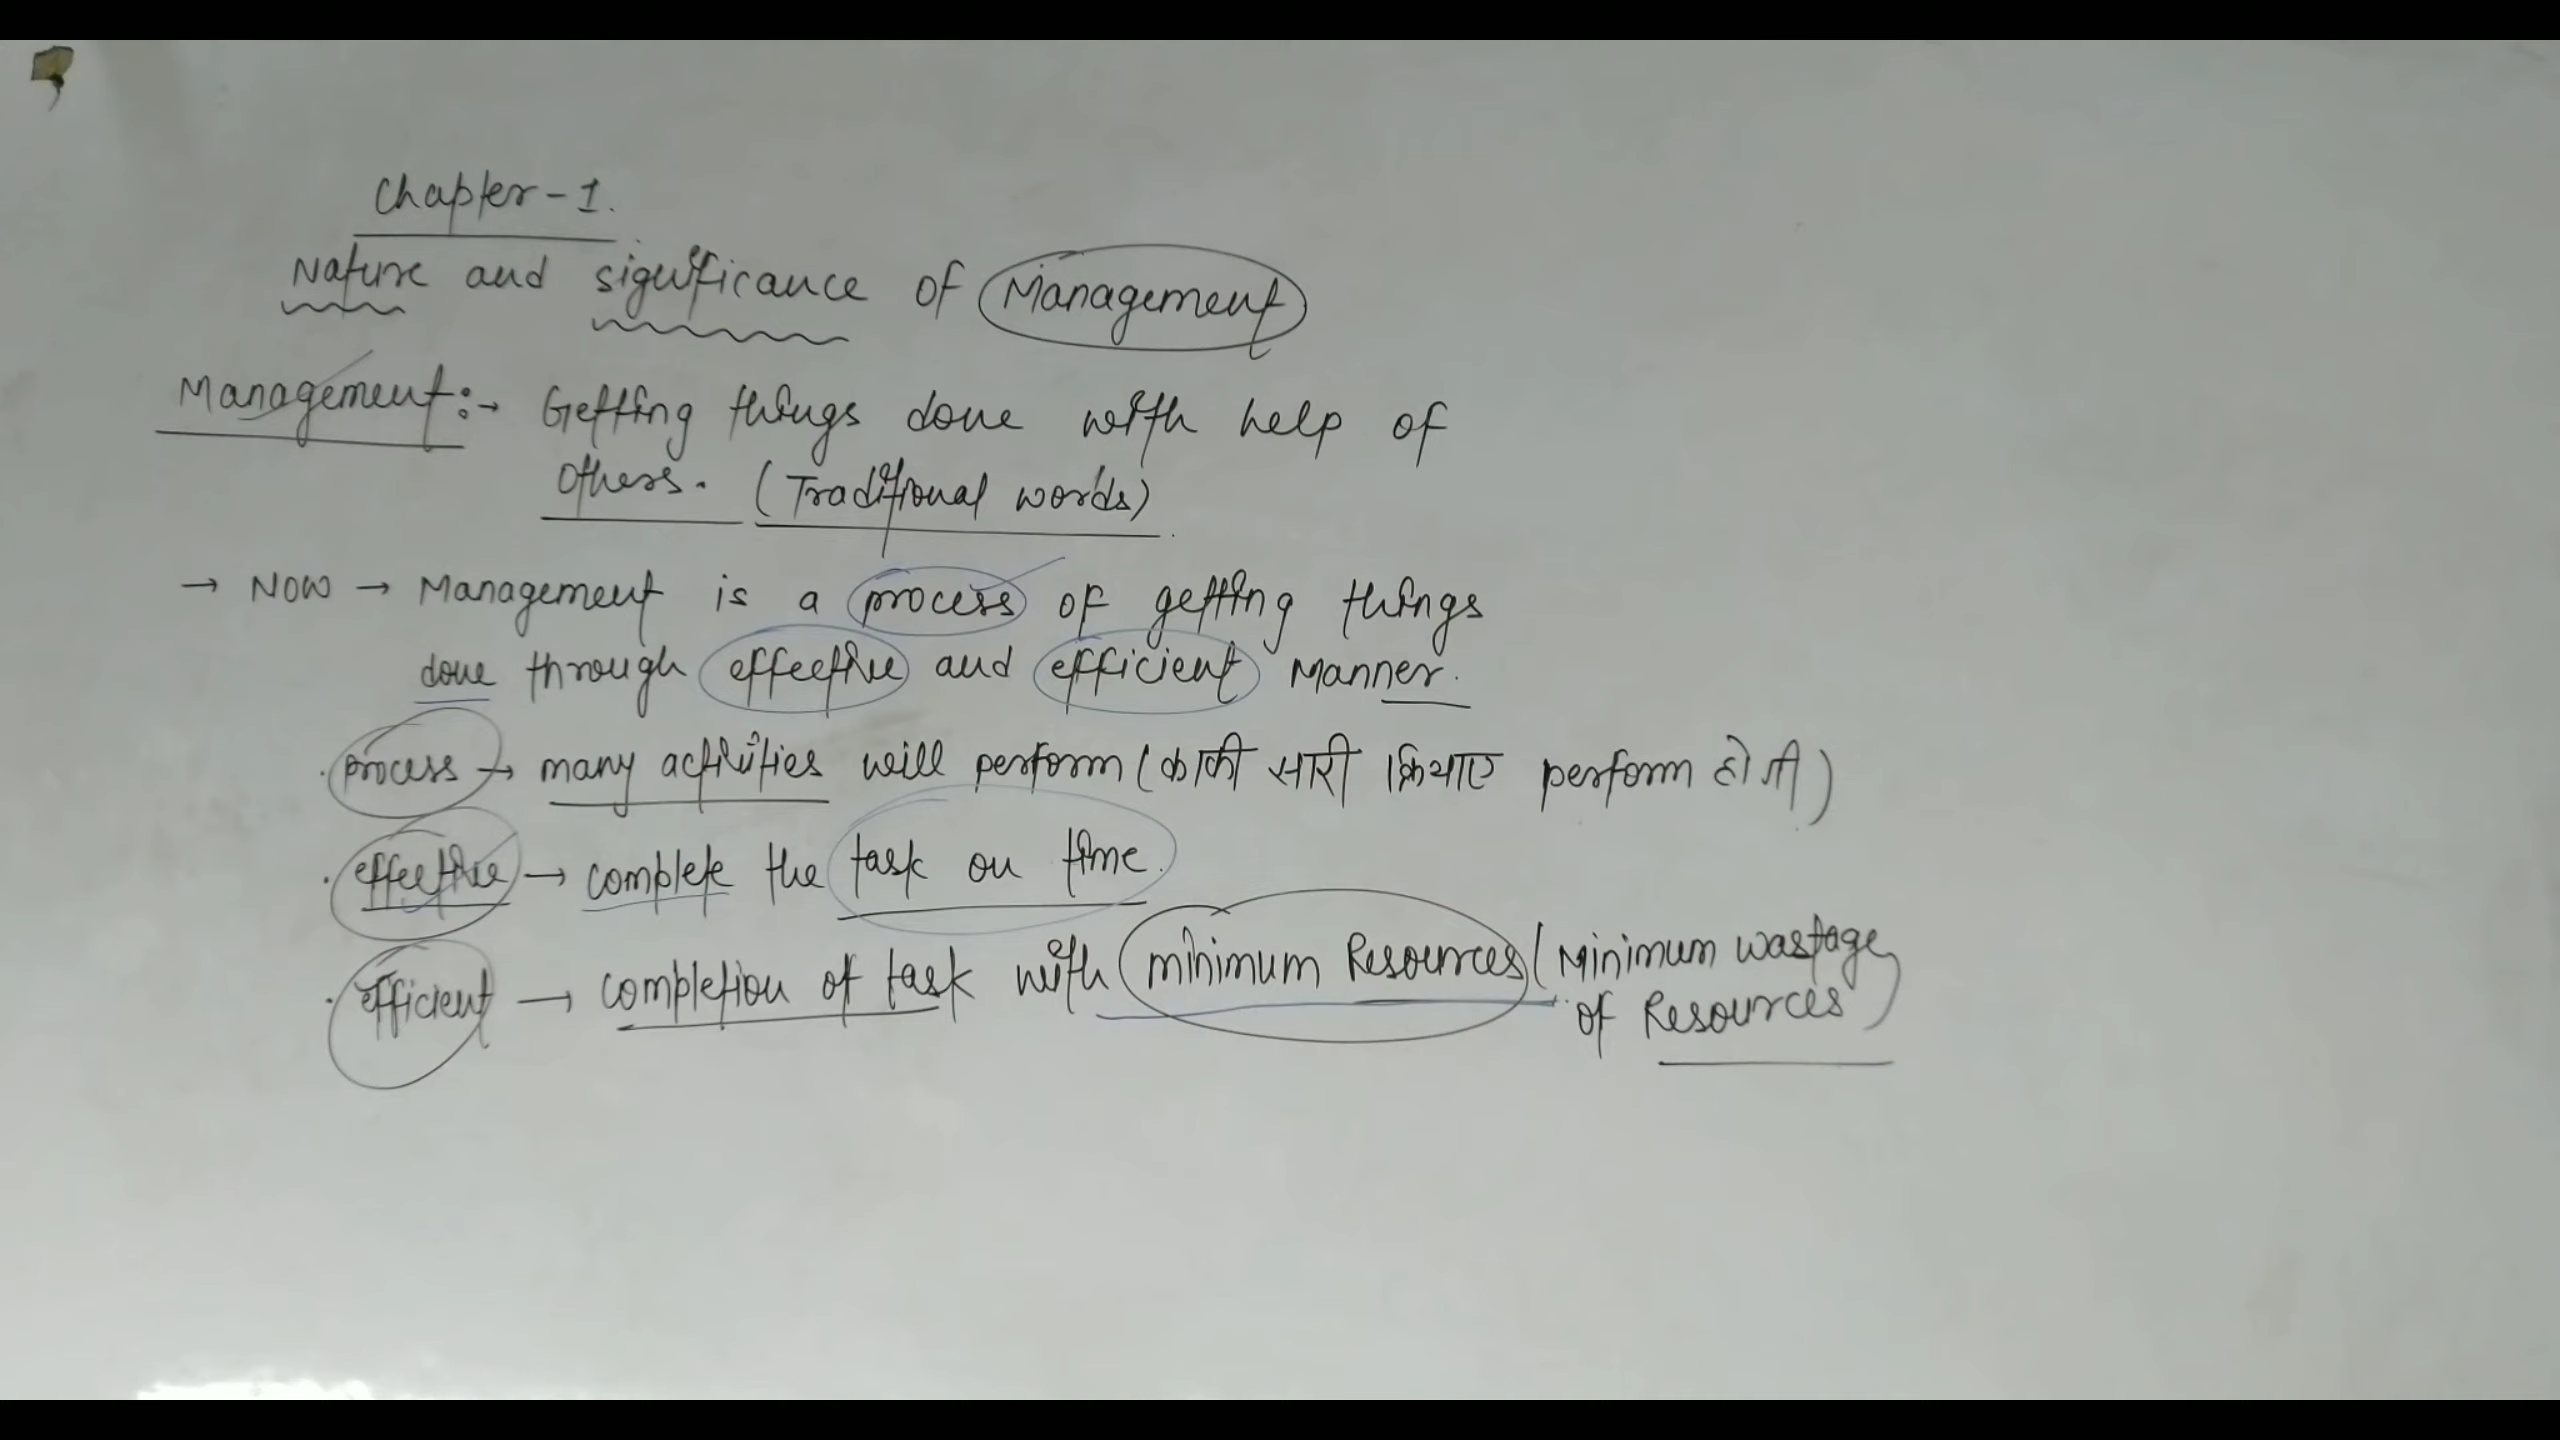 Chapter-1.
Nature and significance of Management
Management:→ Getting things done with help of
others. (Traditional words)
→ Now → Management is a process of getting things
done through effective and efficient Manner.
. process → many activities will perform (काफी सारी क्रियाए perform होगी)
. effective → complete the task on time.
. efficient → completion of task with minimum Resources (Minimum wastage
of Resources)